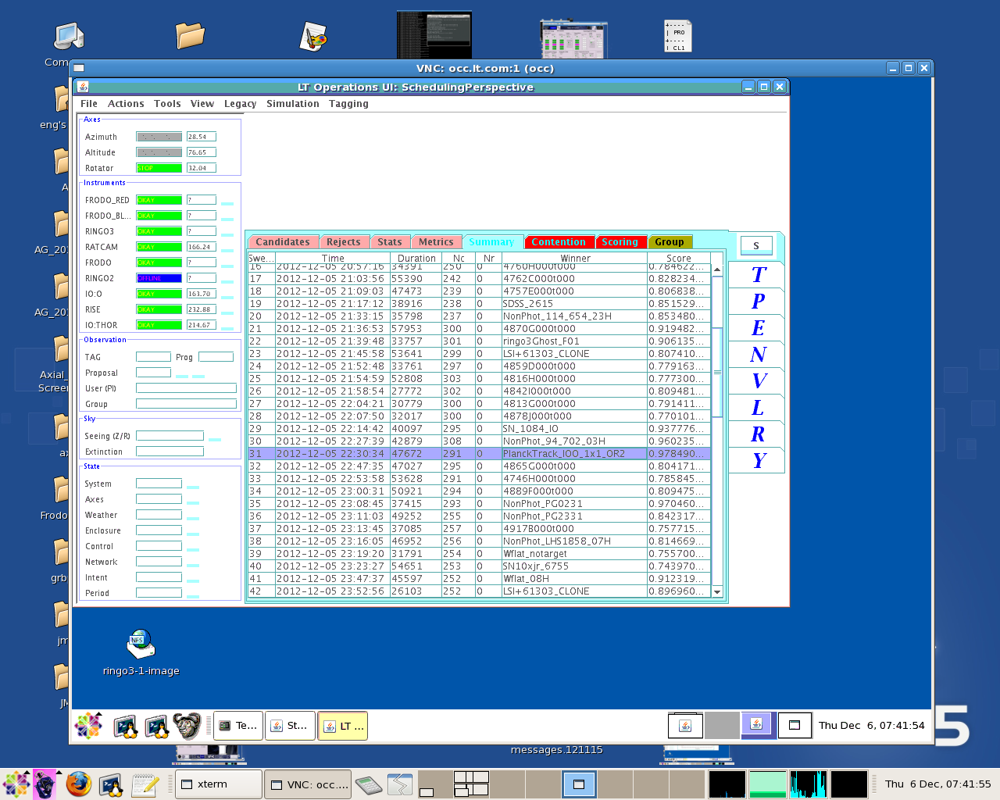 PRO
CL1
Com
VNC: occ.lt.com:1 (occ)
LT Operations UI: SchedulingPerspective
File Actions Tools View Legacy Simulation Tagging
Axes
Azimuth 28.54
Altitude 76.65
Rotator STOP 32.04
Instruments
FRODO_RED OKAY ?
FRODO_BL... OKAY ?
RINGO3 OKAY ?
RATCAM OKAY 166.24
FRODO OKAY ?
RINGO2 OFFLINE ?
IO:O OKAY 163.70
RISE OKAY 232.88
IO:THOR OKAY 214.67
Observation
TAG Prog
Proposal
User (PI)
Group
Sky
Seeing (Z/R)
Extinction
State
System
Axes
Weather
Enclosure
Control
Network
Intent
Period
Candidates Rejects Stats Metrics Summary Contention Scoring Group
Swe... Time Duration Nc Nr Winner Score
16 2012-12-05 20:57:16 34391 250 0 4760H000t000 0.784622...
17 2012-12-05 21:03:56 55390 242 0 4762C000t000 0.828234...
18 2012-12-05 21:09:03 47473 239 0 4757E000t000 0.806838...
19 2012-12-05 21:17:12 38916 238 0 SDSS_2615 0.851529...
20 2012-12-05 21:33:15 35798 237 0 NonPhot_114_654_23H 0.853480...
21 2012-12-05 21:36:53 57953 300 0 4870G000t000 0.919482...
22 2012-12-05 21:39:48 33757 301 0 ringo3Ghost_F01 0.906135...
23 2012-12-05 21:45:58 53641 299 0 LSI+61303_CLONE 0.807410...
24 2012-12-05 21:52:48 33761 297 0 4859D000t000 0.779163...
25 2012-12-05 21:54:59 52808 303 0 4816H000t000 0.777300...
26 2012-12-05 21:58:54 27772 302 0 4842I000t000 0.809481...
27 2012-12-05 22:04:21 30779 300 0 4813G000t000 0.791411...
28 2012-12-05 22:07:50 32017 300 0 4878J000t000 0.770101...
29 2012-12-05 22:14:42 40097 295 0 SN_1084_IO 0.937776...
30 2012-12-05 22:27:39 42879 308 0 NonPhot_94_702_03H 0.960235...
31 2012-12-05 22:30:34 47672 291 0 PlanckTrack_IOO_1x1_OR2 0.978490...
32 2012-12-05 22:47:35 47027 295 0 4865G000t000 0.804171...
33 2012-12-05 22:53:58 53628 291 0 4746H000t000 0.785845...
34 2012-12-05 23:00:31 50921 294 0 4889F000t000 0.809475...
35 2012-12-05 23:08:45 37415 293 0 NonPhot_PG0231 0.970460...
36 2012-12-05 23:11:03 49252 255 0 NonPhot_PG2331 0.842317...
37 2012-12-05 23:13:45 37085 257 0 4917B000t000 0.757715...
38 2012-12-05 23:16:05 46952 256 0 NonPhot_LHS1858_07H 0.814669...
39 2012-12-05 23:19:20 31791 254 0 Wflat_notarget 0.755700...
40 2012-12-05 23:23:27 54651 253 0 SN10xjr_6755 0.743970...
41 2012-12-05 23:47:37 45597 252 0 Wflat_08H 0.912319...
42 2012-12-05 23:52:56 26103 252 0 LSI+61303_CLONE 0.896960...
S
T
P
E
N
V
L
R
Y
eng's
A
AG_20
AG_20
Axial_
Screen
ax
Frodo
grb
jm
JM
NFS
ringo3-1-image
Te... St... LT ...
Thu Dec 6, 07:41:54
5
messages.121115
xterm VNC: occ....
Thu 6 Dec, 07:41:55